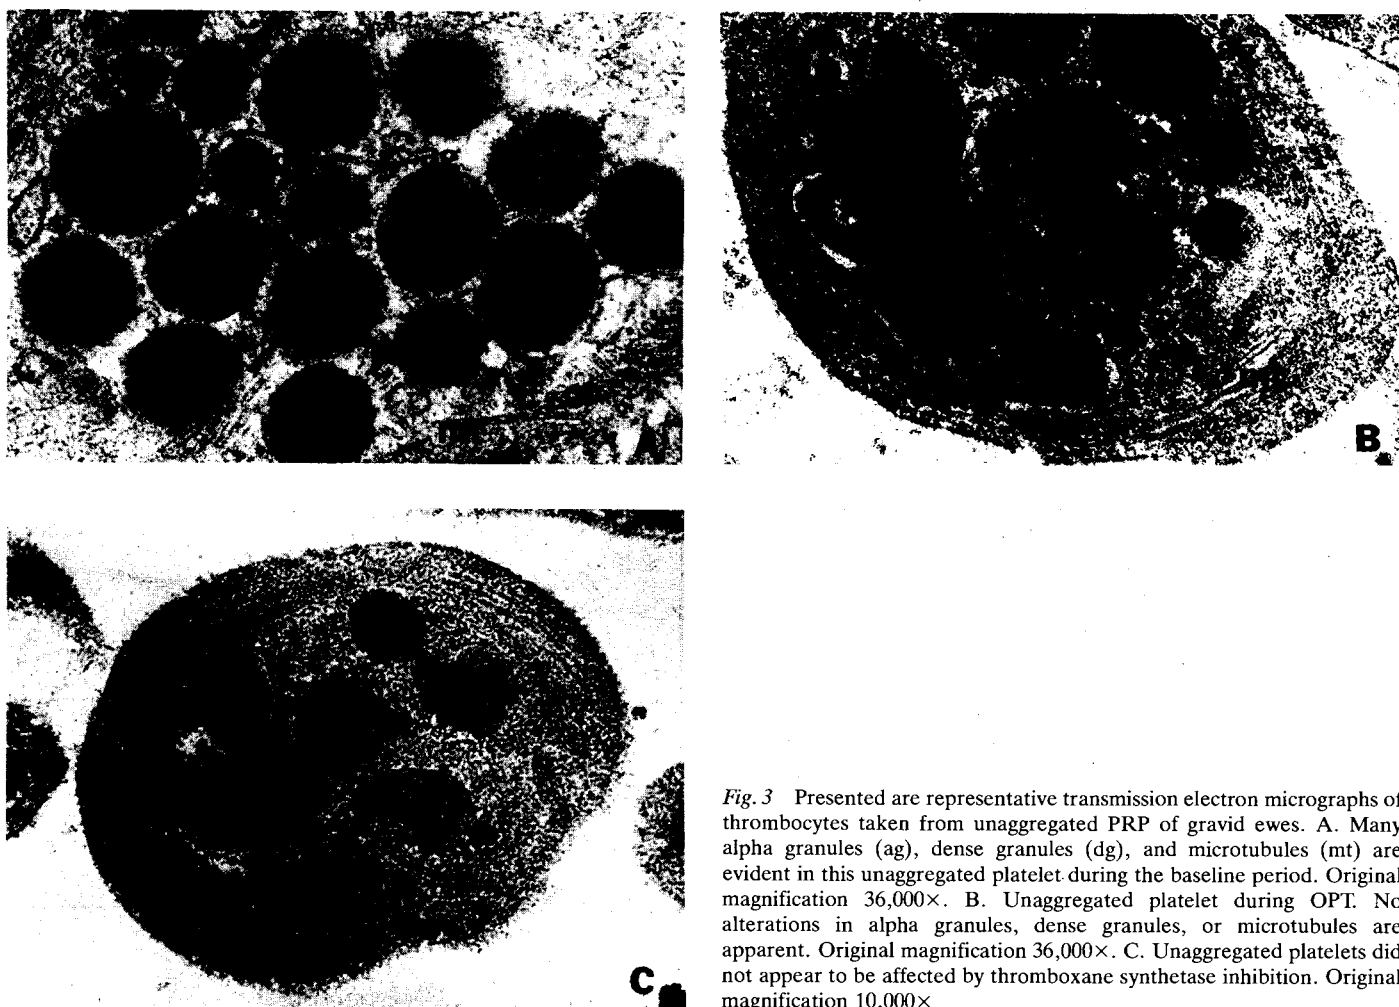 B
C
Fig. 3 Presented are representative transmission electron micrographs of
thrombocytes taken from unaggregated PRP of gravid ewes. A. Many
alpha granules (ag), dense granules (dg), and microtubules (mt) are
evident in this unaggregated platelet during the baseline period. Original
magnification 36,000×. B. Unaggregated platelet during OPT. No
alterations in alpha granules, dense granules, or microtubules are
apparent. Original magnification 36,000×. C. Unaggregated platelets did
not appear to be affected by thromboxane synthetase inhibition. Original
magnification 10,000×